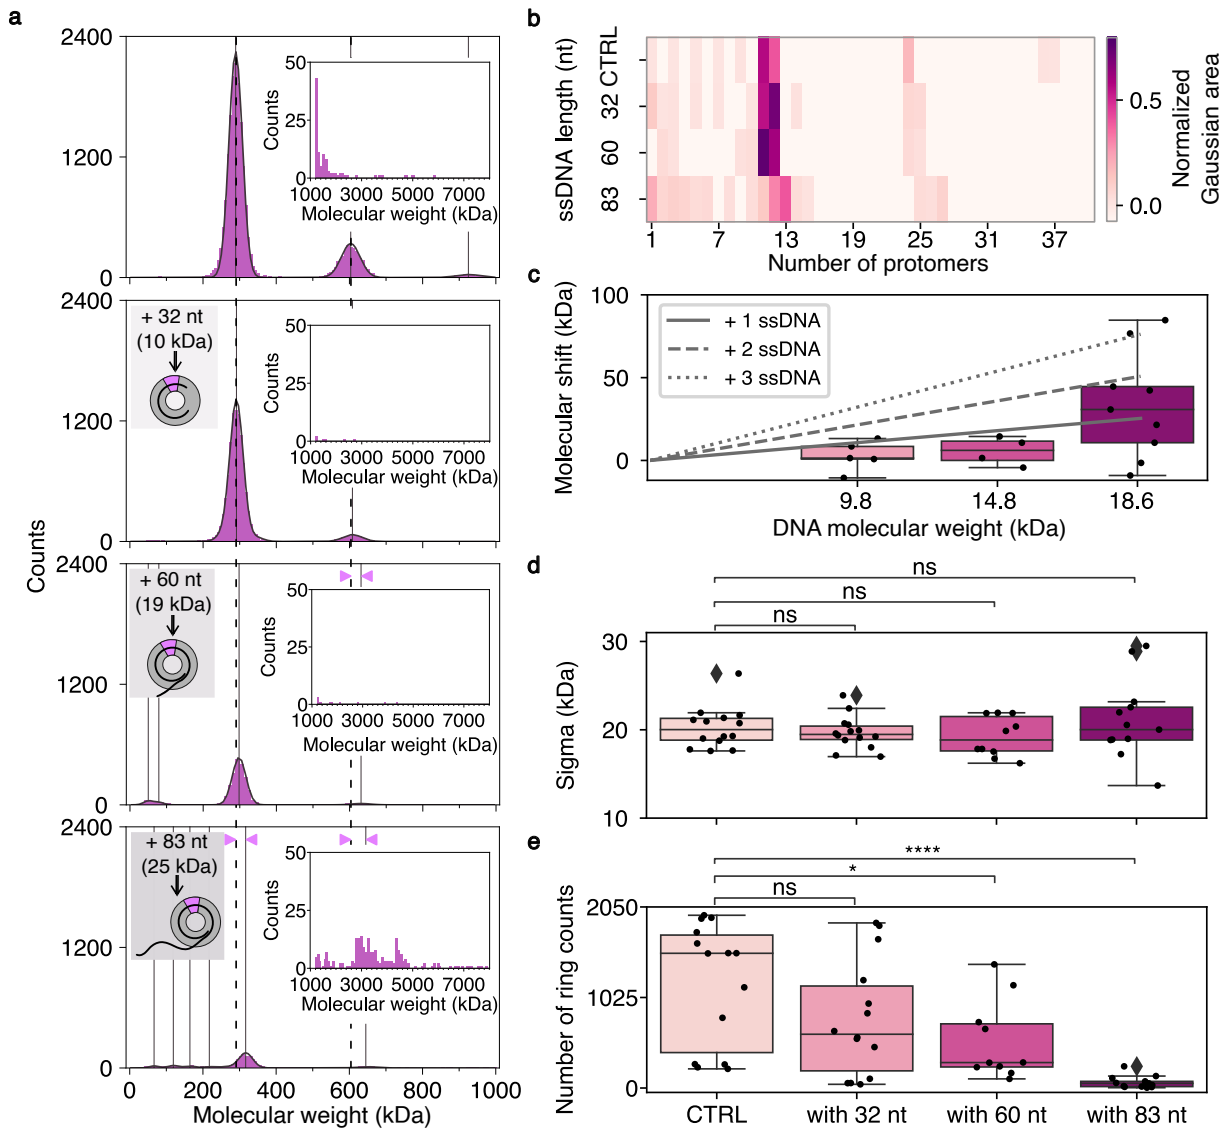 a
2400
1200
0
50
25
0
Counts
1000 3000 5000 7000
Molecular weight (kDa)
2400
1200
0
+ 32 nt
(10 kDa)
50
25
0
Counts
1000 3000 5000 7000
Molecular weight (kDa)
Counts
2400
1200
0
+ 60 nt
(19 kDa)
50
25
0
Counts
1000 3000 5000 7000
Molecular weight (kDa)
2400
1200
0
+ 83 nt
(25 kDa)
50
25
0
Counts
1000 3000 5000 7000
Molecular weight (kDa)
0 200 400 600 800 1000
Molecular weight (kDa)
b
ssDNA length (nt)
CTRL
32
60
83
1 7 13 19 25 31 37
Number of protomers
0.5
0.0
Normalized
Gaussian area
c
Molecular shift (kDa)
100
50
0
+ 1 ssDNA
+ 2 ssDNA
+ 3 ssDNA
9.8 14.8 18.6
DNA molecular weight (kDa)
d
ns
ns
ns
Sigma (kDa)
30
20
10
e
****
*
ns
Number of ring counts
2050
1025
0
CTRL with 32 nt with 60 nt with 83 nt